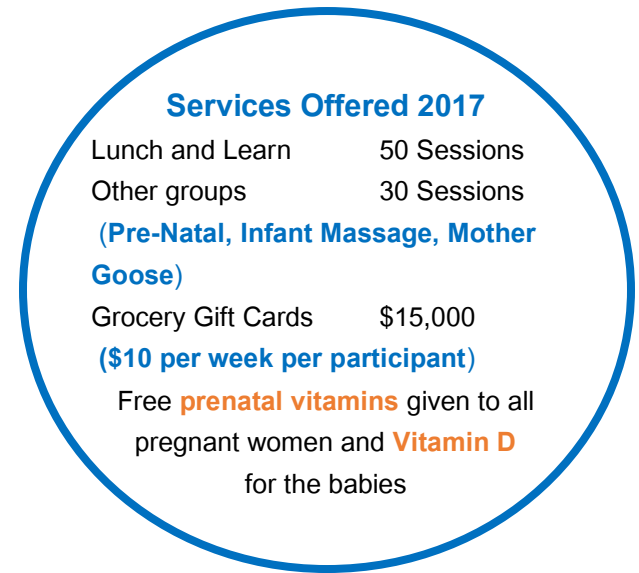 Services Offered 2017
Lunch and Learn 50 Sessions
Other groups 30 Sessions
(Pre-Natal, Infant Massage, Mother
Goose)
Grocery Gift Cards $15,000
($10 per week per participant)
Free prenatal vitamins given to all
pregnant women and Vitamin D
for the babies